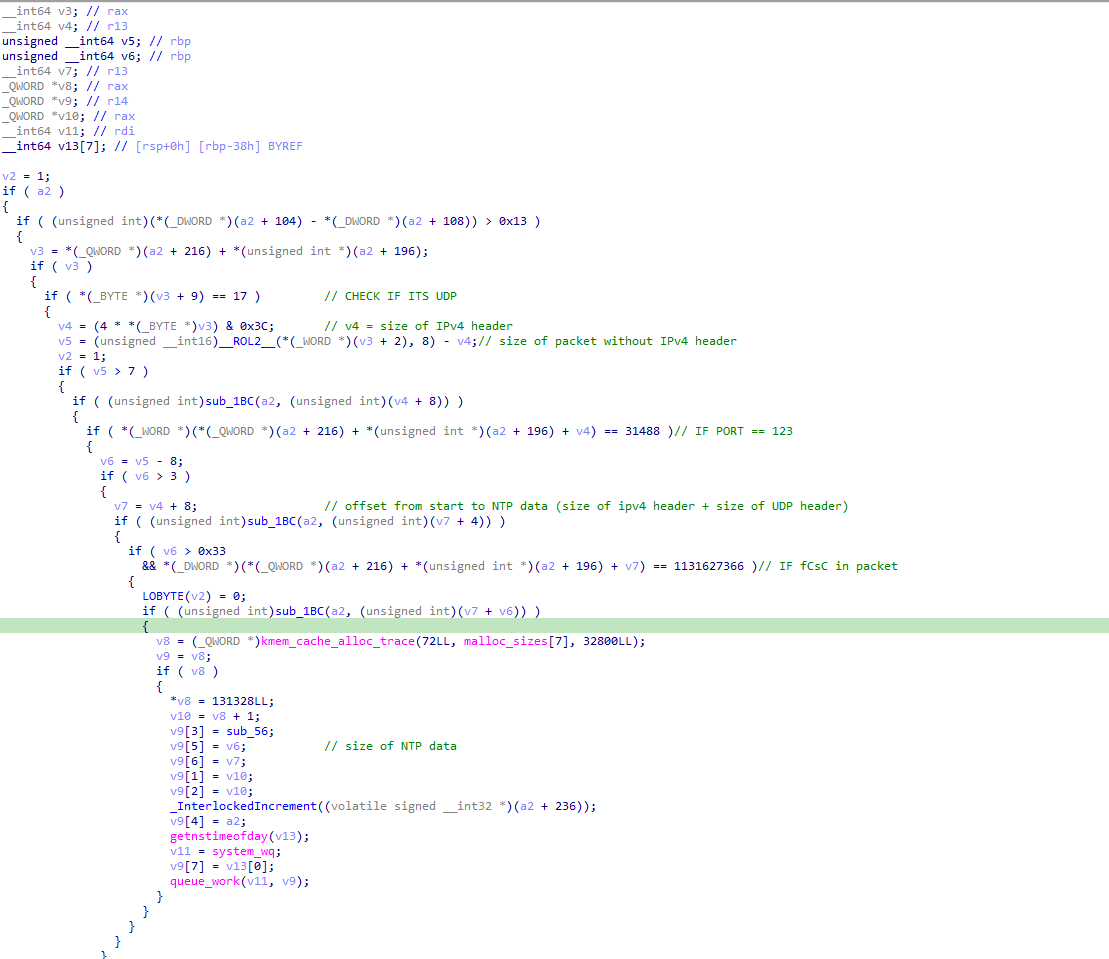 __int64 v3; // rax
__int64 v4; // r13
unsigned __int64 v5; // rbp
unsigned __int64 v6; // rbp
__int64 v7; // r13
_QWORD *v8; // rax
_QWORD *v9; // r14
_QWORD *v10; // rax
__int64 v11; // rdi
__int64 v13[7]; // [rsp+0h] [rbp-38h] BYREF

v2 = 1;
if ( a2 )
{
  if ( (unsigned int)(*(_DWORD *)(a2 + 104) - *(_DWORD *)(a2 + 108)) > 0x13 )
  {
    v3 = *(_QWORD *)(a2 + 216) + *(unsigned int *)(a2 + 196);
    if ( v3 )
    {
      if ( *(_BYTE *)(v3 + 9) == 17 )         // CHECK IF ITS UDP
      {
        v4 = (4 * *(_BYTE *)v3) & 0x3C;       // v4 = size of IPv4 header
        v5 = (unsigned __int16)__ROL2__(*(_WORD *)(v3 + 2), 8) - v4;// size of packet without IPv4 header
        v2 = 1;
        if ( v5 > 7 )
        {
          if ( (unsigned int)sub_1BC(a2, (unsigned int)(v4 + 8)) )
          {
            if ( *(_WORD *)(*(_QWORD *)(a2 + 216) + *(unsigned int *)(a2 + 196) + v4) == 31488 )// IF PORT == 123
            {
              v6 = v5 - 8;
              if ( v6 > 3 )
              {
                v7 = v4 + 8;                  // offset from start to NTP data (size of ipv4 header + size of UDP header)
                if ( (unsigned int)sub_1BC(a2, (unsigned int)(v7 + 4)) )
                {
                  if ( v6 > 0x33
                    && *(_DWORD *)(*(_QWORD *)(a2 + 216) + *(unsigned int *)(a2 + 196) + v7) == 1131627366 )// IF fCsC in packet
                  {
                    LOBYTE(v2) = 0;
                    if ( (unsigned int)sub_1BC(a2, (unsigned int)(v7 + v6)) )
                    {
                      v8 = (_QWORD *)kmem_cache_alloc_trace(72LL, malloc_sizes[7], 32800LL);
                      v9 = v8;
                      if ( v8 )
                      {
                        *v8 = 131328LL;
                        v10 = v8 + 1;
                        v9[3] = sub_56;
                        v9[5] = v6;           // size of NTP data
                        v9[6] = v7;
                        v9[1] = v10;
                        v9[2] = v10;
                        _InterlockedIncrement((volatile signed __int32 *)(a2 + 236));
                        v9[4] = a2;
                        getnstimeofday(v13);
                        v11 = system_wq;
                        v9[7] = v13[0];
                        queue_work(v11, v9);
                      }
                    }
                  }
                }
              }